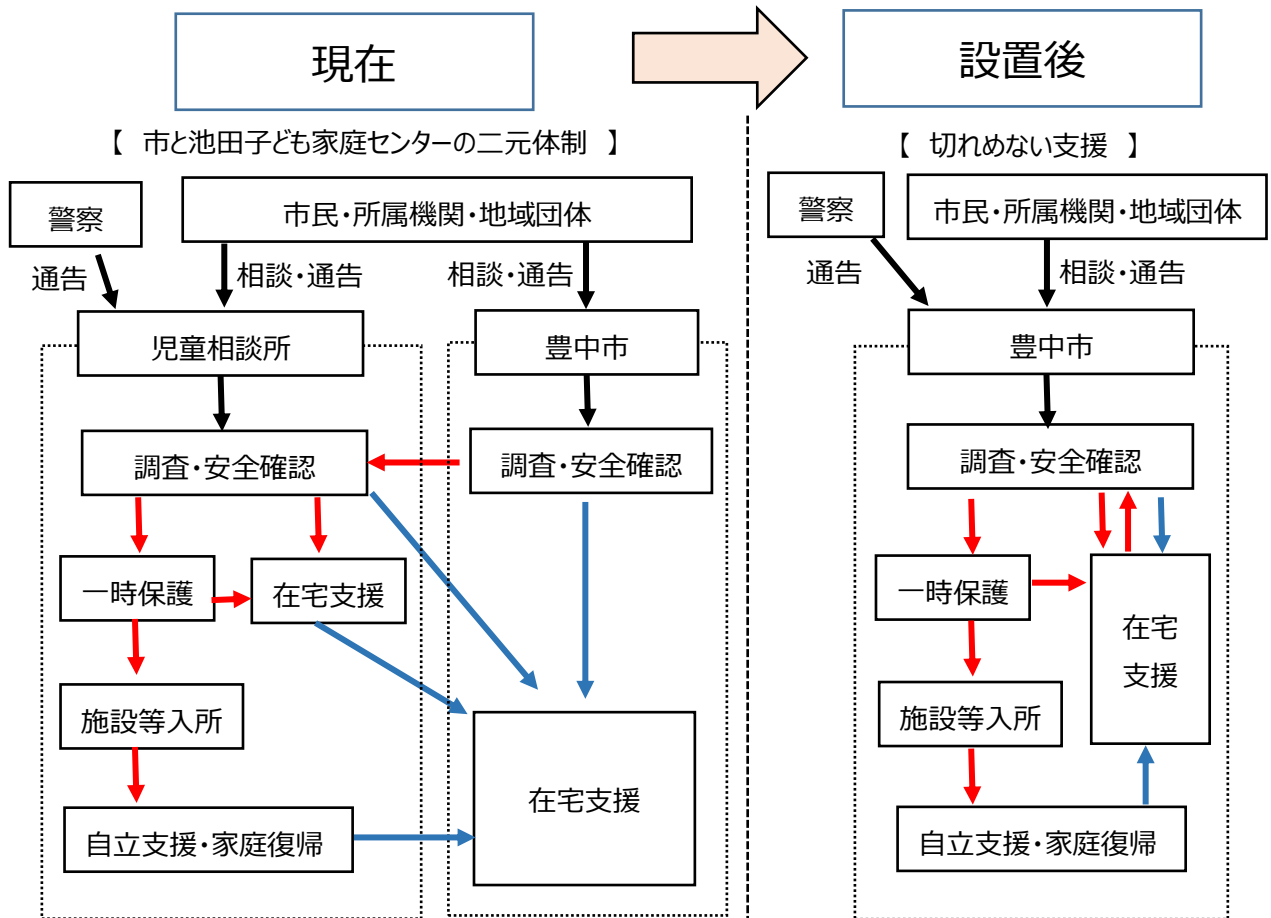 現在
設置後
【 市と池田子ども家庭センターの二元体制 】
【 切れめない支援 】
警察
市民・所属機関・地域団体
通告
相談・通告
相談・通告
児童相談所
豊中市
調査・安全確認
調査・安全確認
一時保護
在宅支援
施設等入所
在宅支援
自立支援・家庭復帰
警察
市民・所属機関・地域団体
通告
相談・通告
豊中市
調査・安全確認
一時保護
在宅
支援
施設等入所
自立支援・家庭復帰